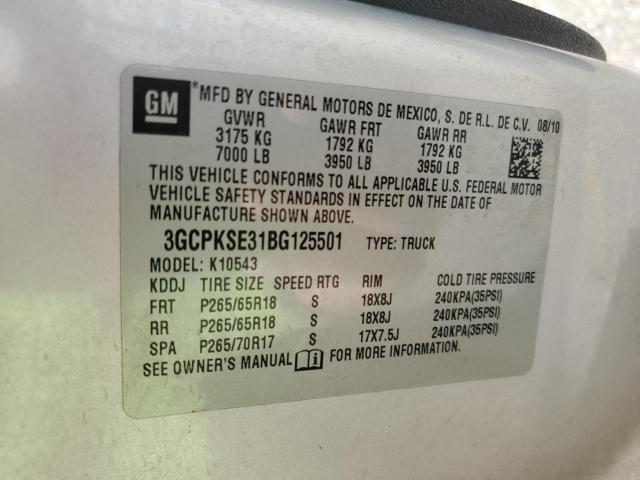 GM
*MFD BY GENERAL MOTORS DE MEXICO, S. DE R.L. DE C.V. 08/10
GVWR GAWR FRT GAWR RR
3175 KG 1792 KG 1792 KG
7000 LB 3950 LB 3950 LB
THIS VEHICLE CONFORMS TO ALL APPLICABLE U.S. FEDERAL MOTOR
VEHICLE SAFETY STANDARDS IN EFFECT ON THE DATE OF
MANUFACTURE SHOWN ABOVE.
3GCPKSE31BG125501 TYPE: TRUCK
MODEL: K10543
KDDJ TIRE SIZE SPEED RTG RIM COLD TIRE PRESSURE
FRT P265/65R18 S 18X8J 240KPA(35PSI)
RR P265/65R18 S 18X8J 240KPA(35PSI)
SPA P265/70R17 S 17X7.5J 240KPA(35PSI)
SEE OWNER'S MANUAL i FOR MORE INFORMATION.